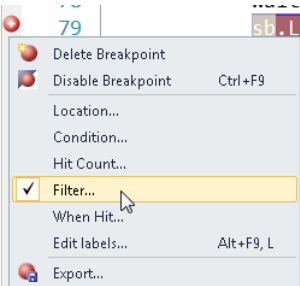 79
sb.L
Delete Breakpoint
Disable Breakpoint Ctrl+F9
Location...
Condition...
Hit Count...
Filter...
When Hit...
Edit labels... Alt+F9, L
Export...